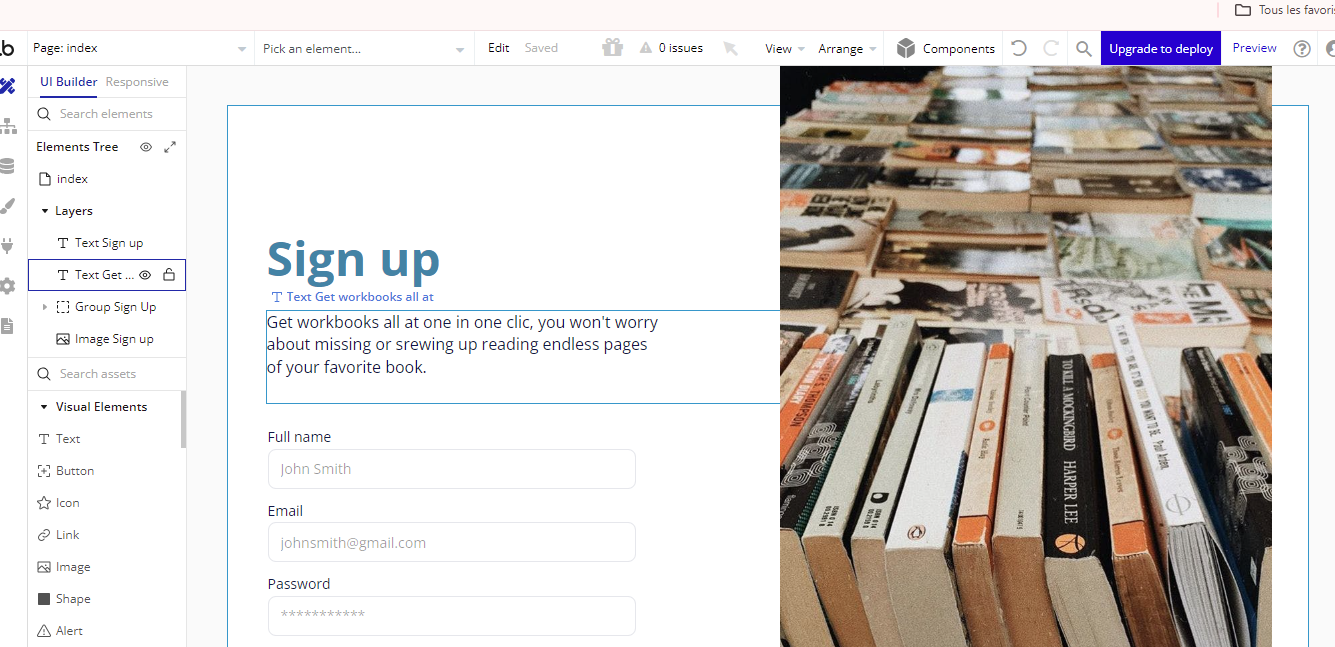 Tous les favoris
Page: index
Pick an element...
Edit
Saved
0 issues
View
Arrange
Components
Upgrade to deploy
Preview
UI Builder
Responsive
Search elements
Elements Tree
index
Layers
Text Sign up
Text Get ...
Group Sign Up
Image Sign up
Search assets
Visual Elements
Text
Button
Icon
Link
Image
Shape
Alert
Sign up
Text Get workbooks all at
Get workbooks all at one in one clic, you won't worry
about missing or srewing up reading endless pages
of your favorite book.
Full name
John Smith
Email
johnsmith@gmail.com
Password
***********
TO KILL A MOCKINGBIRD HARPER LEE